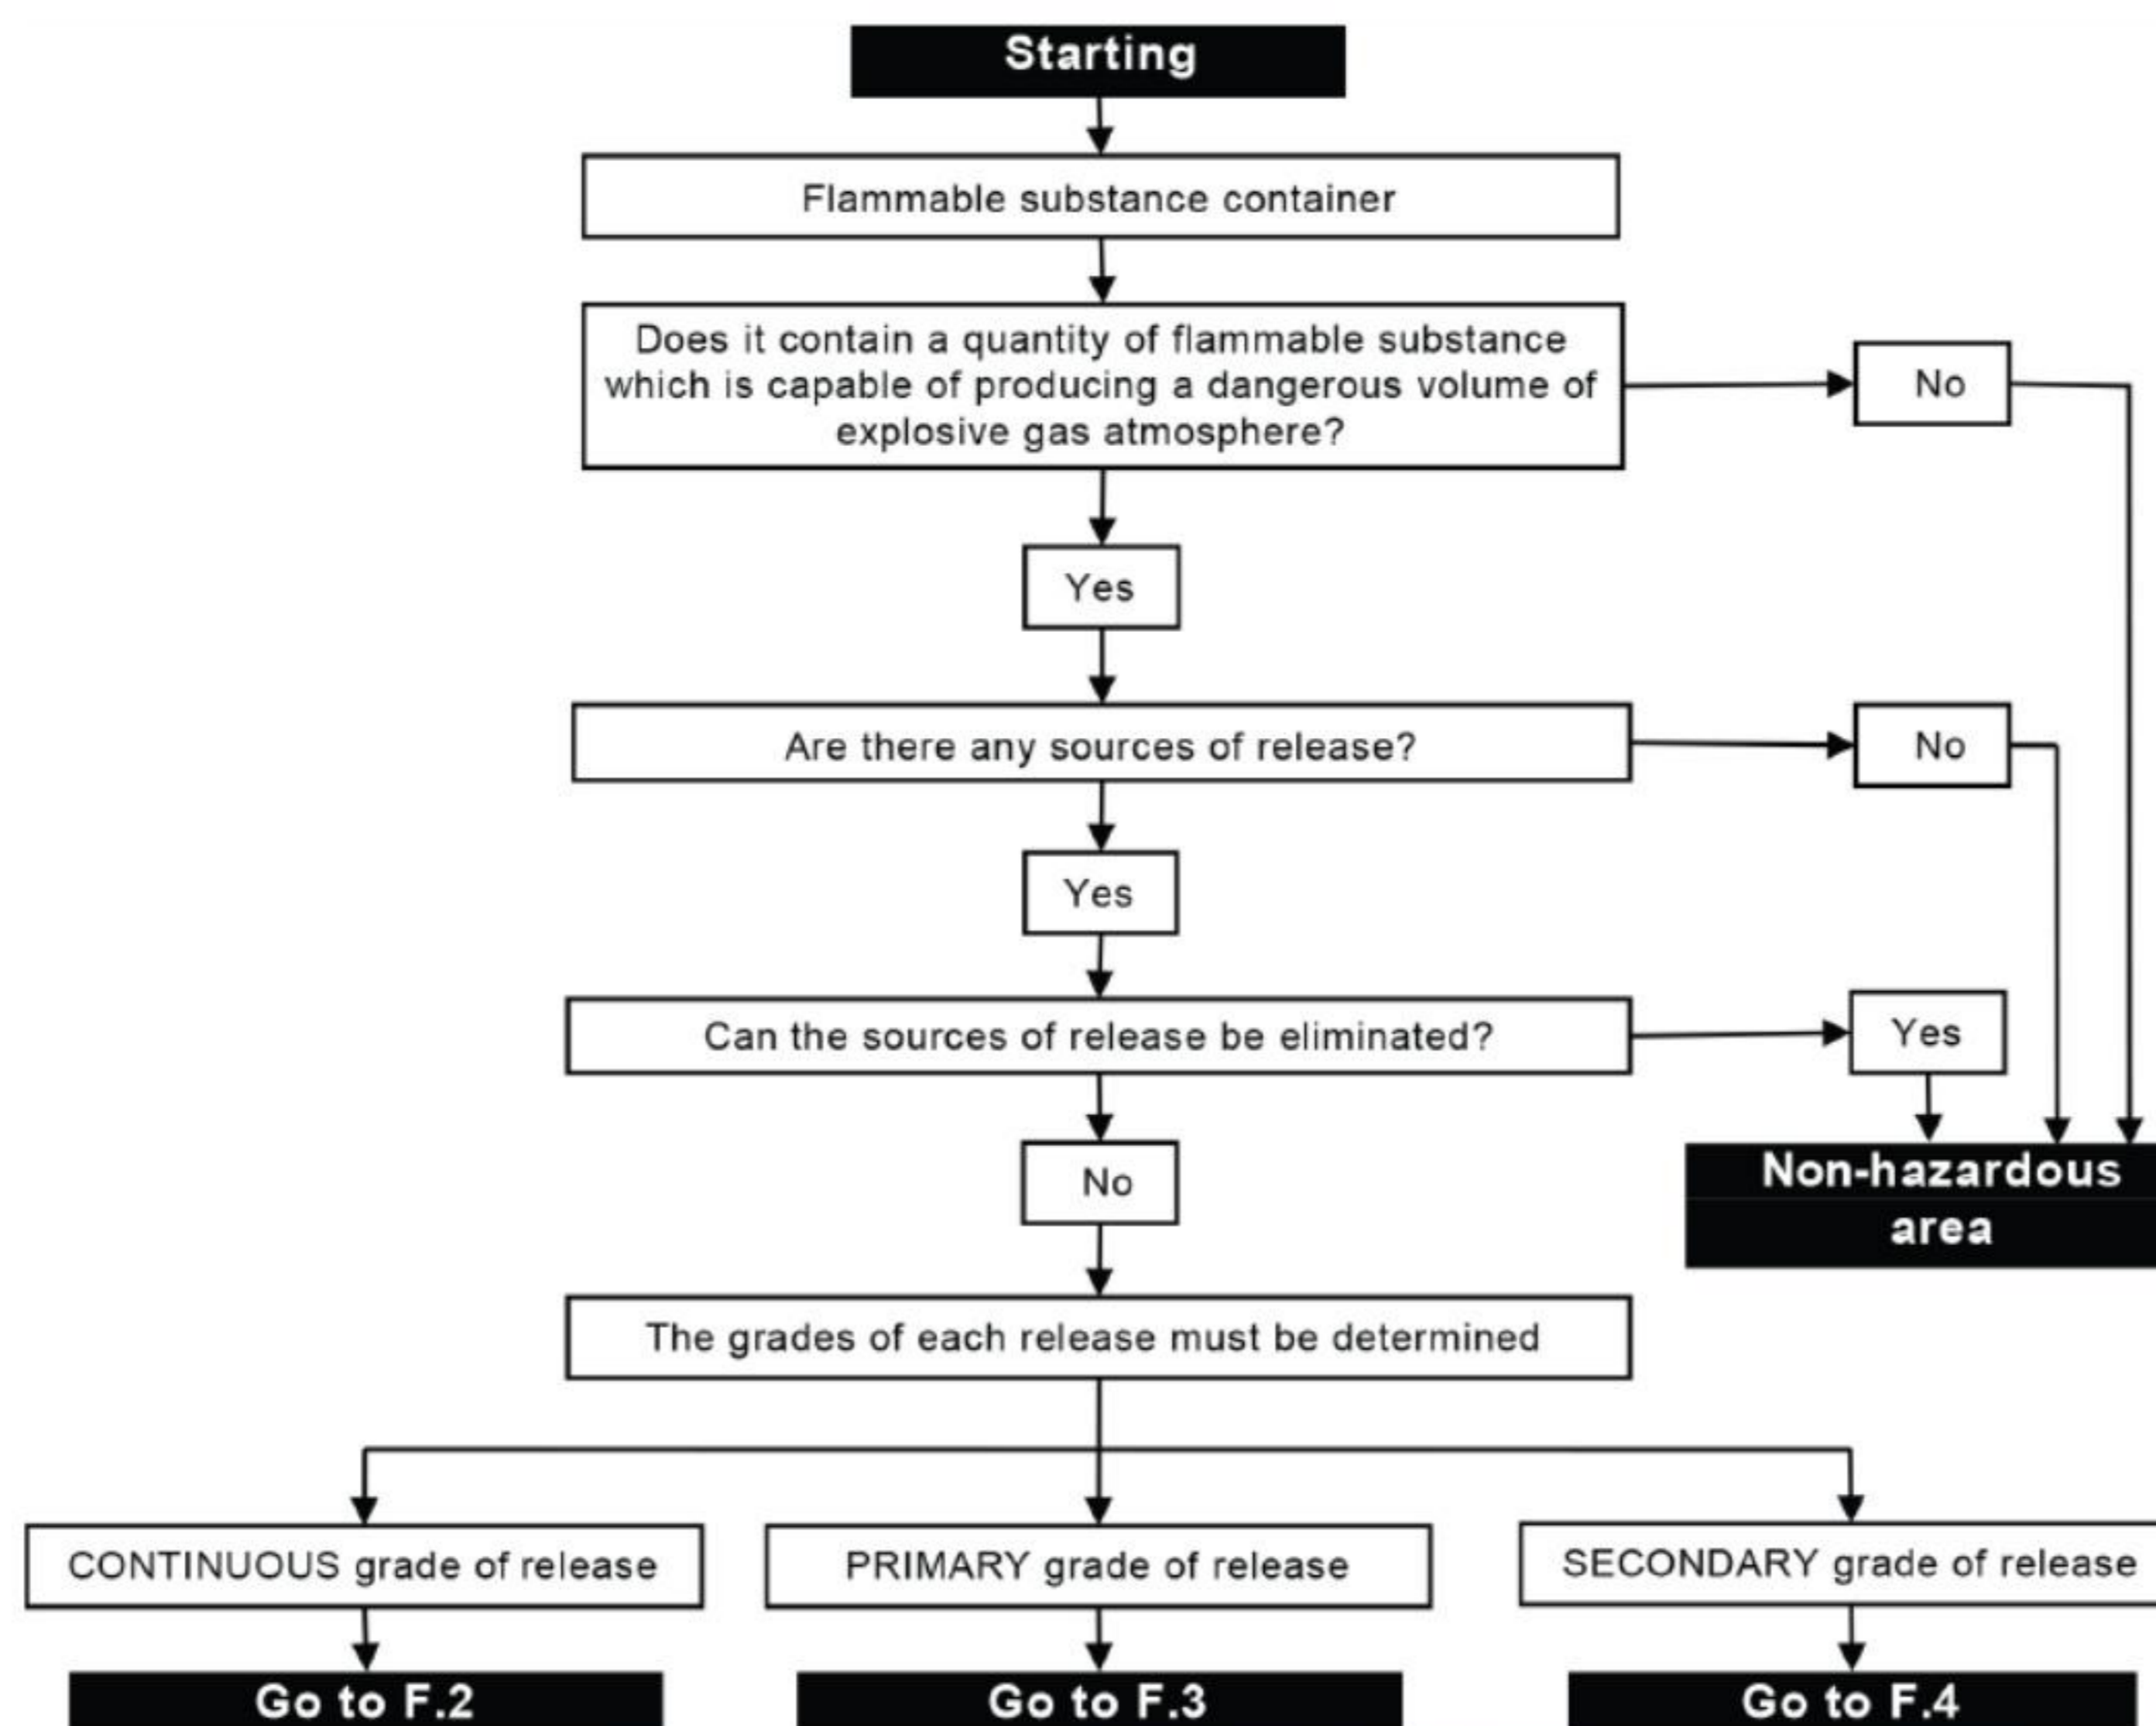 Starting
Flammable substance container
Does it contain a quantity of flammable substance
which is capable of producing a dangerous volume of
explosive gas atmosphere?
No
Yes
Are there any sources of release?
No
Yes
Can the sources of release be eliminated?
Yes
No
Non-hazardous
area
The grades of each release must be determined
CONTINUOUS grade of release
PRIMARY grade of release
SECONDARY grade of release
Go to F.2
Go to F.3
Go to F.4